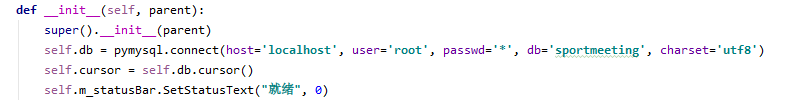 def __init__(self, parent):
super().__init__(parent)
self.db = pymysql.connect(host='localhost', user='root', passwd='*', db='sportmeeting', charset='utf8')
self.cursor = self.db.cursor()
self.m_statusBar.SetStatusText("就绪", 0)